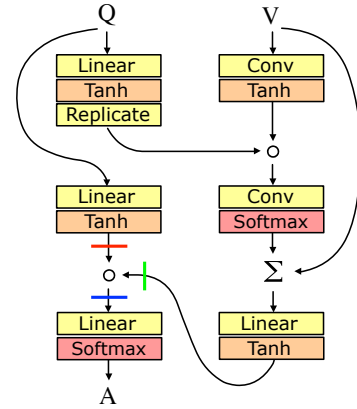 Q
V
Linear
Tanh
Replicate
Conv
Tanh
Linear
Tanh
Conv
Softmax
Σ
Linear
Softmax
A
Linear
Tanh